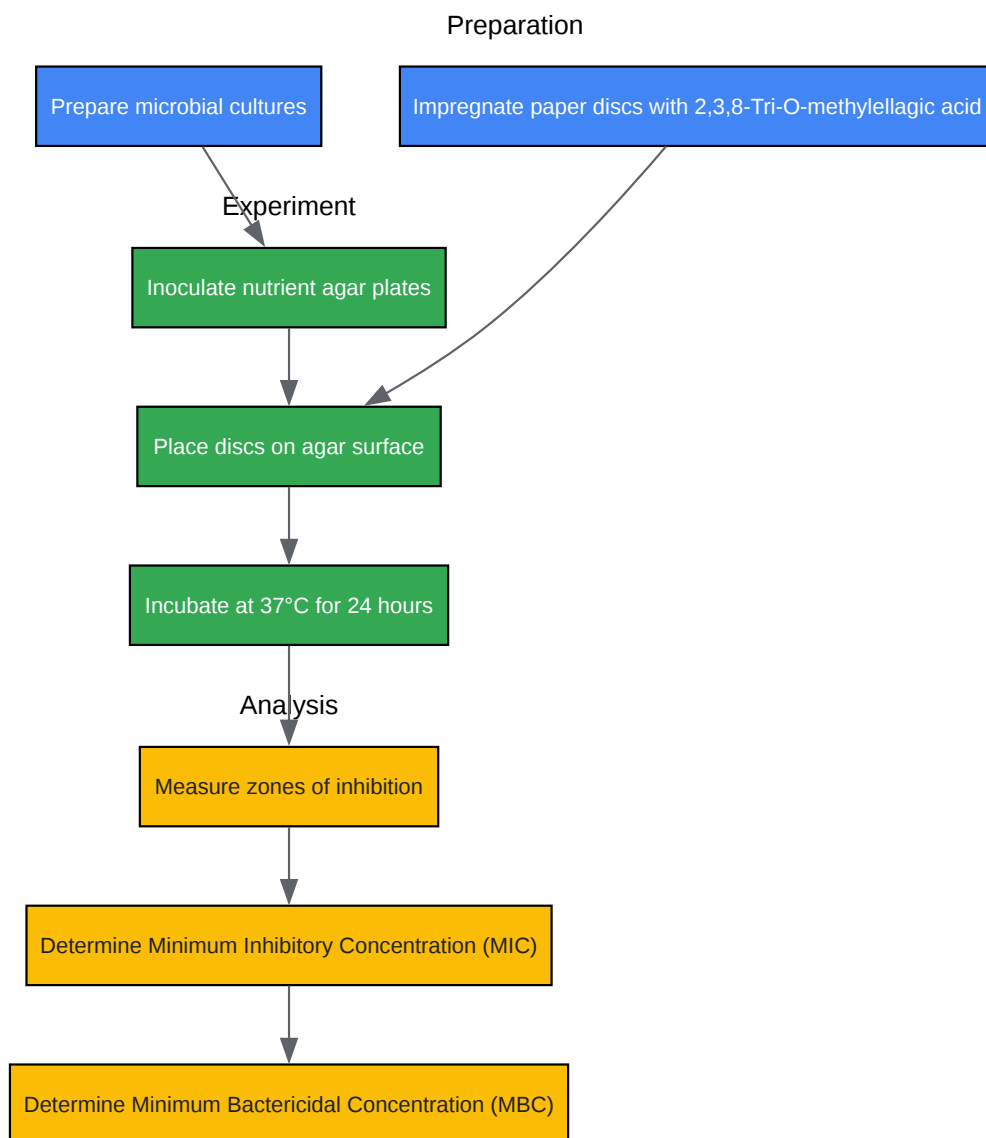 Preparation
Prepare microbial cultures
Impregnate paper discs with 2,3,8-Tri-O-methylellagic acid
Experiment
Inoculate nutrient agar plates
Place discs on agar surface
Incubate at 37°C for 24 hours
Analysis
Measure zones of inhibition
Determine Minimum Inhibitory Concentration (MIC)
Determine Minimum Bactericidal Concentration (MBC)